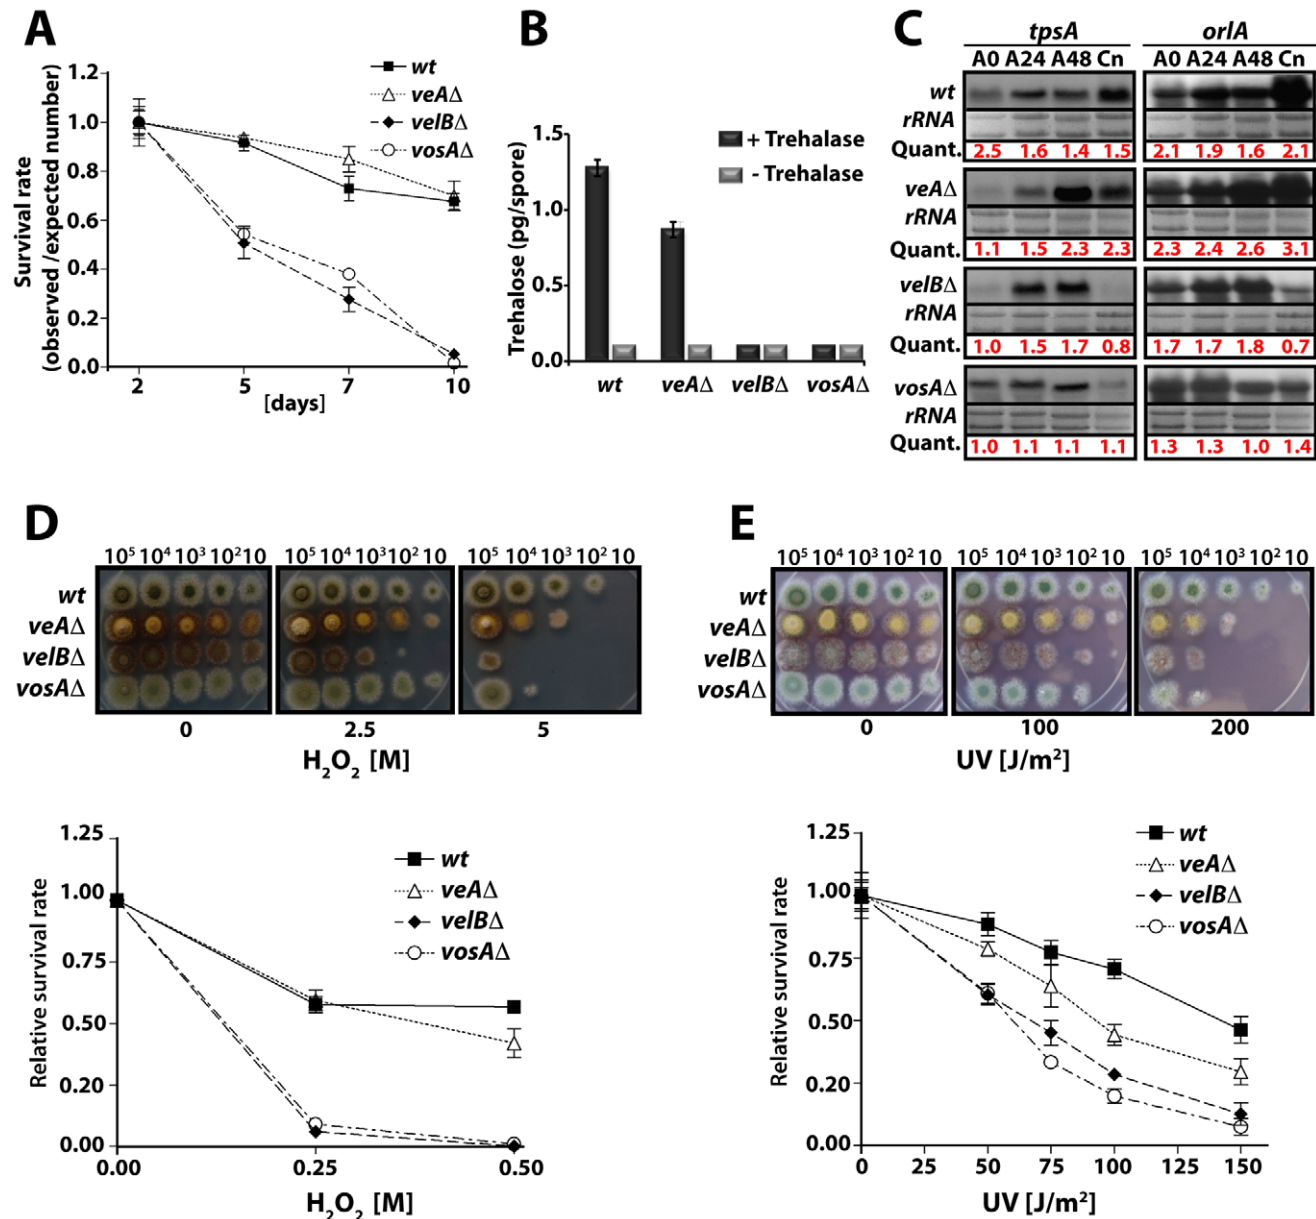 A
wt
veAΔ
velBΔ
vosAΔ
Survival rate
(observed /expected number)
1.2
1.0
0.8
0.6
0.4
0.2
0.0
2 5 7 10
[days]
B
+ Trehalase
- Trehalase
Trehalose (pg/spore)
1.5
1.0
0.5
0.0
wt veAΔ velBΔ vosAΔ
C
tpsA orlA
A0 A24 A48 Cn A0 A24 A48 Cn
wt
rRNA
Quant. 2.5 1.6 1.4 1.5 2.1 1.9 1.6 2.1
veAΔ
rRNA
Quant. 1.1 1.5 2.3 2.3 2.3 2.4 2.6 3.1
velBΔ
rRNA
Quant. 1.0 1.5 1.7 0.8 1.7 1.7 1.8 0.7
vosAΔ
rRNA
Quant. 1.0 1.1 1.1 1.1 1.3 1.3 1.0 1.4
D
10⁵ 10⁴ 10³ 10² 10 10⁵ 10⁴ 10³ 10² 10 10⁵ 10⁴ 10³ 10² 10
wt
veAΔ
velBΔ
vosAΔ
0 2.5 5
H₂O₂ [M]
Relative survival rate
1.25
1.00
0.75
0.50
0.20
0.00
wt
veAΔ
velBΔ
vosAΔ
0.00 0.25 0.50
H₂O₂ [M]
E
10⁵ 10⁴ 10³ 10² 10 10⁵ 10⁴ 10³ 10² 10 10⁵ 10⁴ 10³ 10² 10
wt
veAΔ
velBΔ
vosAΔ
0 100 200
UV [J/m²]
Relative survival rate
1.25
1.00
0.75
0.50
0.20
0.00
wt
veAΔ
velBΔ
vosAΔ
0 25 50 75 100 125 150
UV [J/m²]